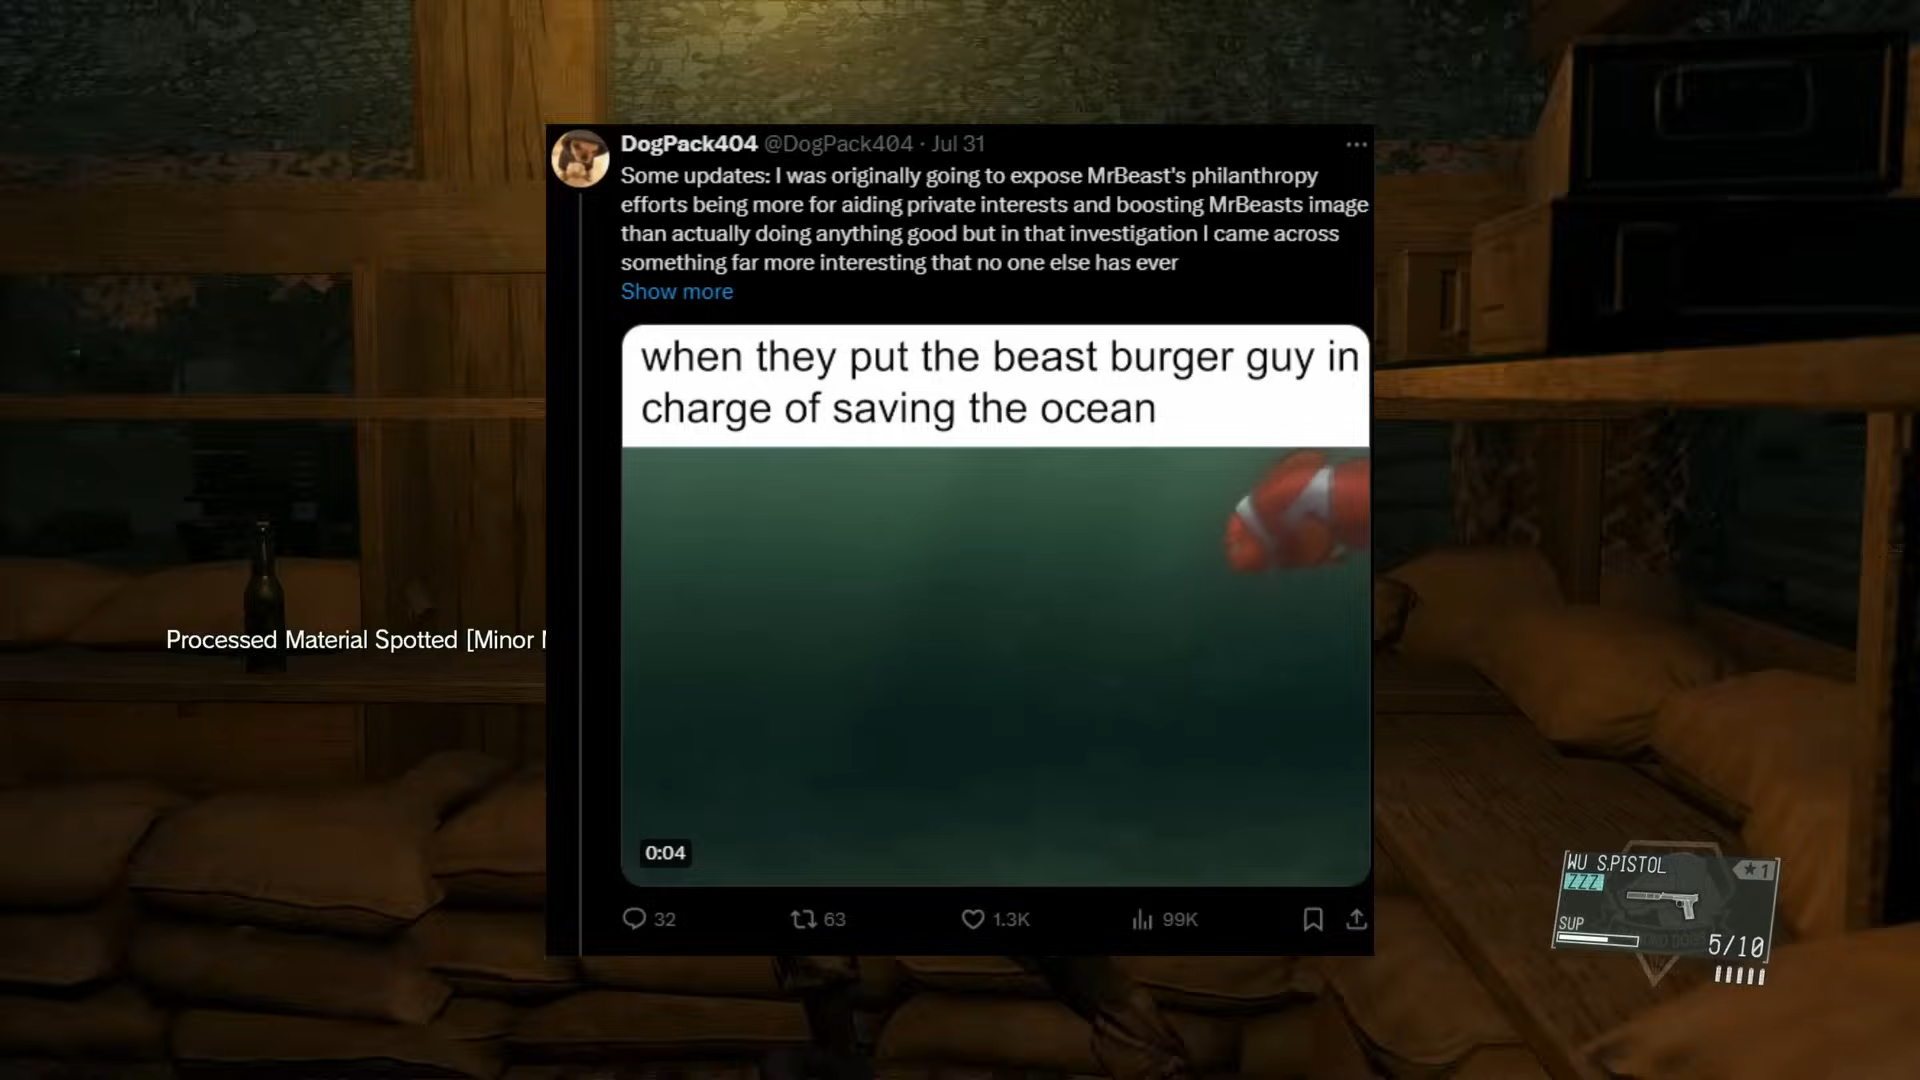 DogPack404 @DogPack404 · Jul 31
Some updates: I was originally going to expose MrBeast's philanthropy
efforts being more for aiding private interests and boosting MrBeasts image
than actually doing anything good but in that investigation I came across
something far more interesting that no one else has ever
Show more
when they put the beast burger guy in
charge of saving the ocean
Processed Material Spotted [Minor
0:04
32 63 1.3K 99K
WU S.PISTOL
★1
ZZZ
SUP
5/10